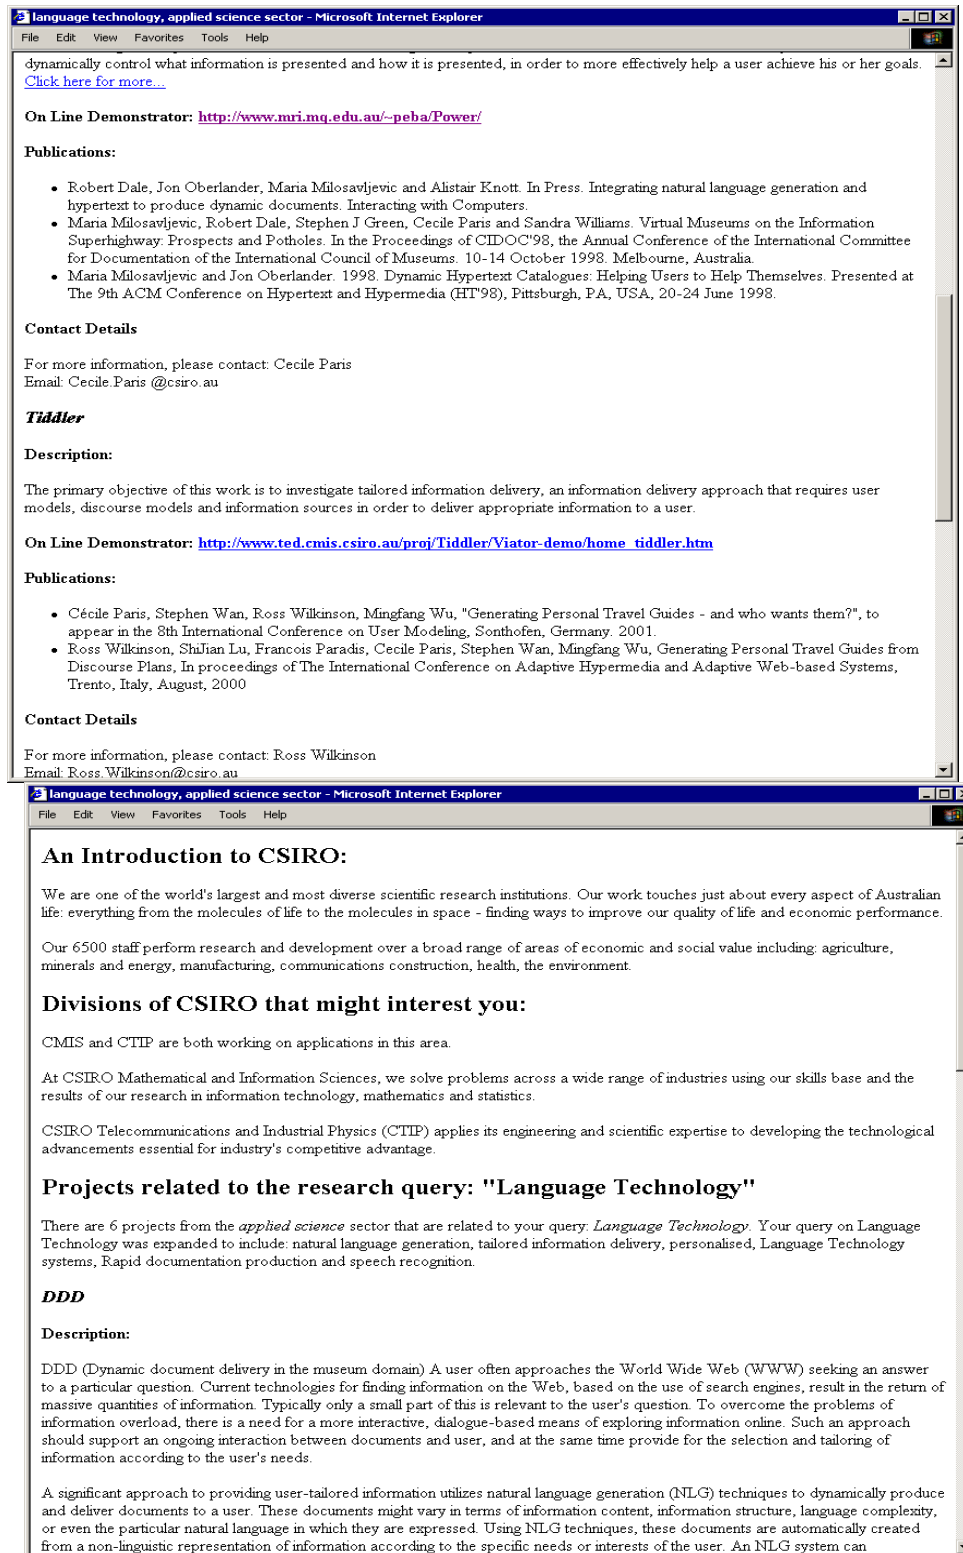 language technology, applied science sector - Microsoft Internet Explorer
File Edit View Favorites Tools Help
dynamically control what information is presented and how it is presented, in order to more effectively help a user achieve his or her goals.
Click here for more...
On Line Demonstrator: http://www.mri.mq.edu.au/~peba/Power/
Publications:
• Robert Dale, Jon Oberlander, Maria Milosavljevic and Alistair Knott. In Press. Integrating natural language generation and
hypertext to produce dynamic documents. Interacting with Computers.
• Maria Milosavljevic, Robert Dale, Stephen J Green, Cecile Paris and Sandra Williams. Virtual Museums on the Information
Superhighway: Prospects and Potholes. In the Proceedings of CIDOC'98, the Annual Conference of the International Committee
for Documentation of the International Council of Museums. 10-14 October 1998. Melbourne, Australia.
• Maria Milosavljevic and Jon Oberlander. 1998. Dynamic Hypertext Catalogues: Helping Users to Help Themselves. Presented at
The 9th ACM Conference on Hypertext and Hypermedia (HT'98), Pittsburgh, PA, USA, 20-24 June 1998.
Contact Details
For more information, please contact: Cecile Paris
Email: Cecile.Paris @csiro.au
Tiddler
Description:
The primary objective of this work is to investigate tailored information delivery, an information delivery approach that requires user
models, discourse models and information sources in order to deliver appropriate information to a user.
On Line Demonstrator: http://www.ted.cmis.csiro.au/proj/Tiddler/Viator-demo/home_tiddler.htm
Publications:
• Cécile Paris, Stephen Wan, Ross Wilkinson, Mingfang Wu, "Generating Personal Travel Guides - and who wants them?", to
appear in the 8th International Conference on User Modeling, Sonthofen, Germany. 2001.
• Ross Wilkinson, ShiJian Lu, Francois Paradis, Cecile Paris, Stephen Wan, Mingfang Wu, Generating Personal Travel Guides from
Discourse Plans, In proceedings of The International Conference on Adaptive Hypermedia and Adaptive Web-based Systems,
Trento, Italy, August, 2000
Contact Details
For more information, please contact: Ross Wilkinson
Email: Ross.Wilkinson@csiro.au
language technology, applied science sector - Microsoft Internet Explorer
File Edit View Favorites Tools Help
An Introduction to CSIRO:
We are one of the world's largest and most diverse scientific research institutions. Our work touches just about every aspect of Australian
life: everything from the molecules of life to the molecules in space - finding ways to improve our quality of life and economic performance.
Our 6500 staff perform research and development over a broad range of areas of economic and social value including: agriculture,
minerals and energy, manufacturing, communications construction, health, the environment.
Divisions of CSIRO that might interest you:
CMIS and CTIP are both working on applications in this area.
At CSIRO Mathematical and Information Sciences, we solve problems across a wide range of industries using our skills base and the
results of our research in information technology, mathematics and statistics.
CSIRO Telecommunications and Industrial Physics (CTIP) applies its engineering and scientific expertise to developing the technological
advancements essential for industry's competitive advantage.
Projects related to the research query: "Language Technology"
There are 6 projects from the applied science sector that are related to your query: Language Technology. Your query on Language
Technology was expanded to include: natural language generation, tailored information delivery, personalised, Language Technology
systems, Rapid documentation production and speech recognition.
DDD
Description:
DDD (Dynamic document delivery in the museum domain) A user often approaches the World Wide Web (WWW) seeking an answer
to a particular question. Current technologies for finding information on the Web, based on the use of search engines, result in the return of
massive quantities of information. Typically only a small part of this is relevant to the user's question. To overcome the problems of
information overload, there is a need for a more interactive, dialogue-based means of exploring information online. Such an approach
should support an ongoing interaction between documents and user, and at the same time provide for the selection and tailoring of
information according to the user's needs.
A significant approach to providing user-tailored information utilizes natural language generation (NLG) techniques to dynamically produce
and deliver documents to a user. These documents might vary in terms of information content, information structure, language complexity,
or even the particular natural language in which they are expressed. Using NLG techniques, these documents are automatically created
from a non-linguistic representation of information according to the specific needs or interests of the user. An NLG system can